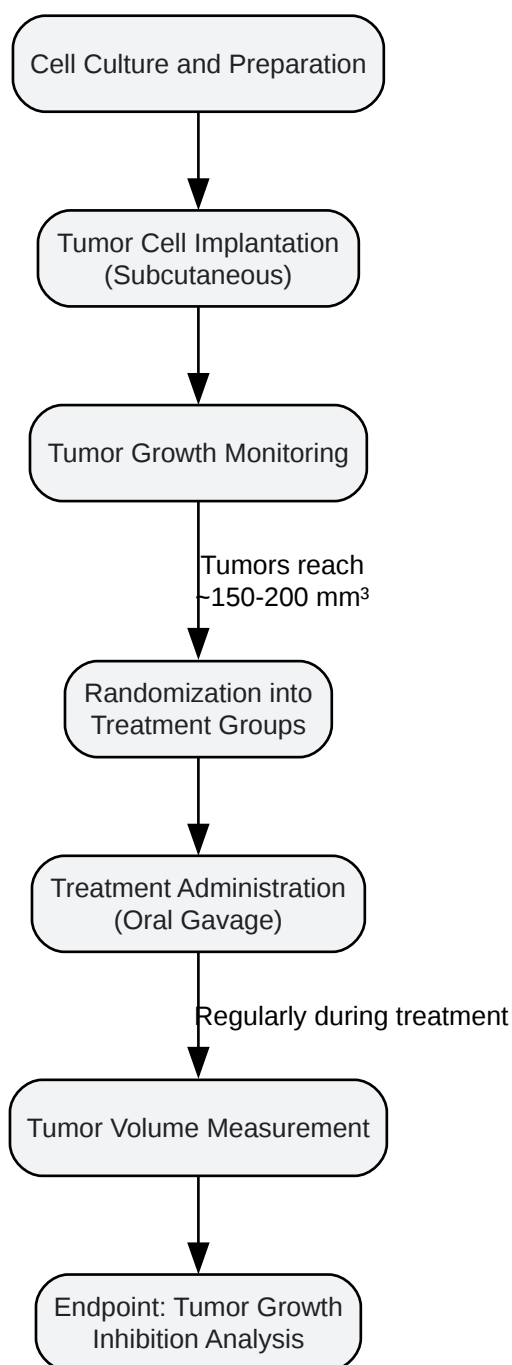 Cell Culture and Preparation
Tumor Cell Implantation
(Subcutaneous)
Tumor Growth Monitoring
Tumors reach
~150-200 mm³
Randomization into
Treatment Groups
Treatment Administration
(Oral Gavage)
Regularly during treatment
Tumor Volume Measurement
Endpoint: Tumor Growth
Inhibition Analysis